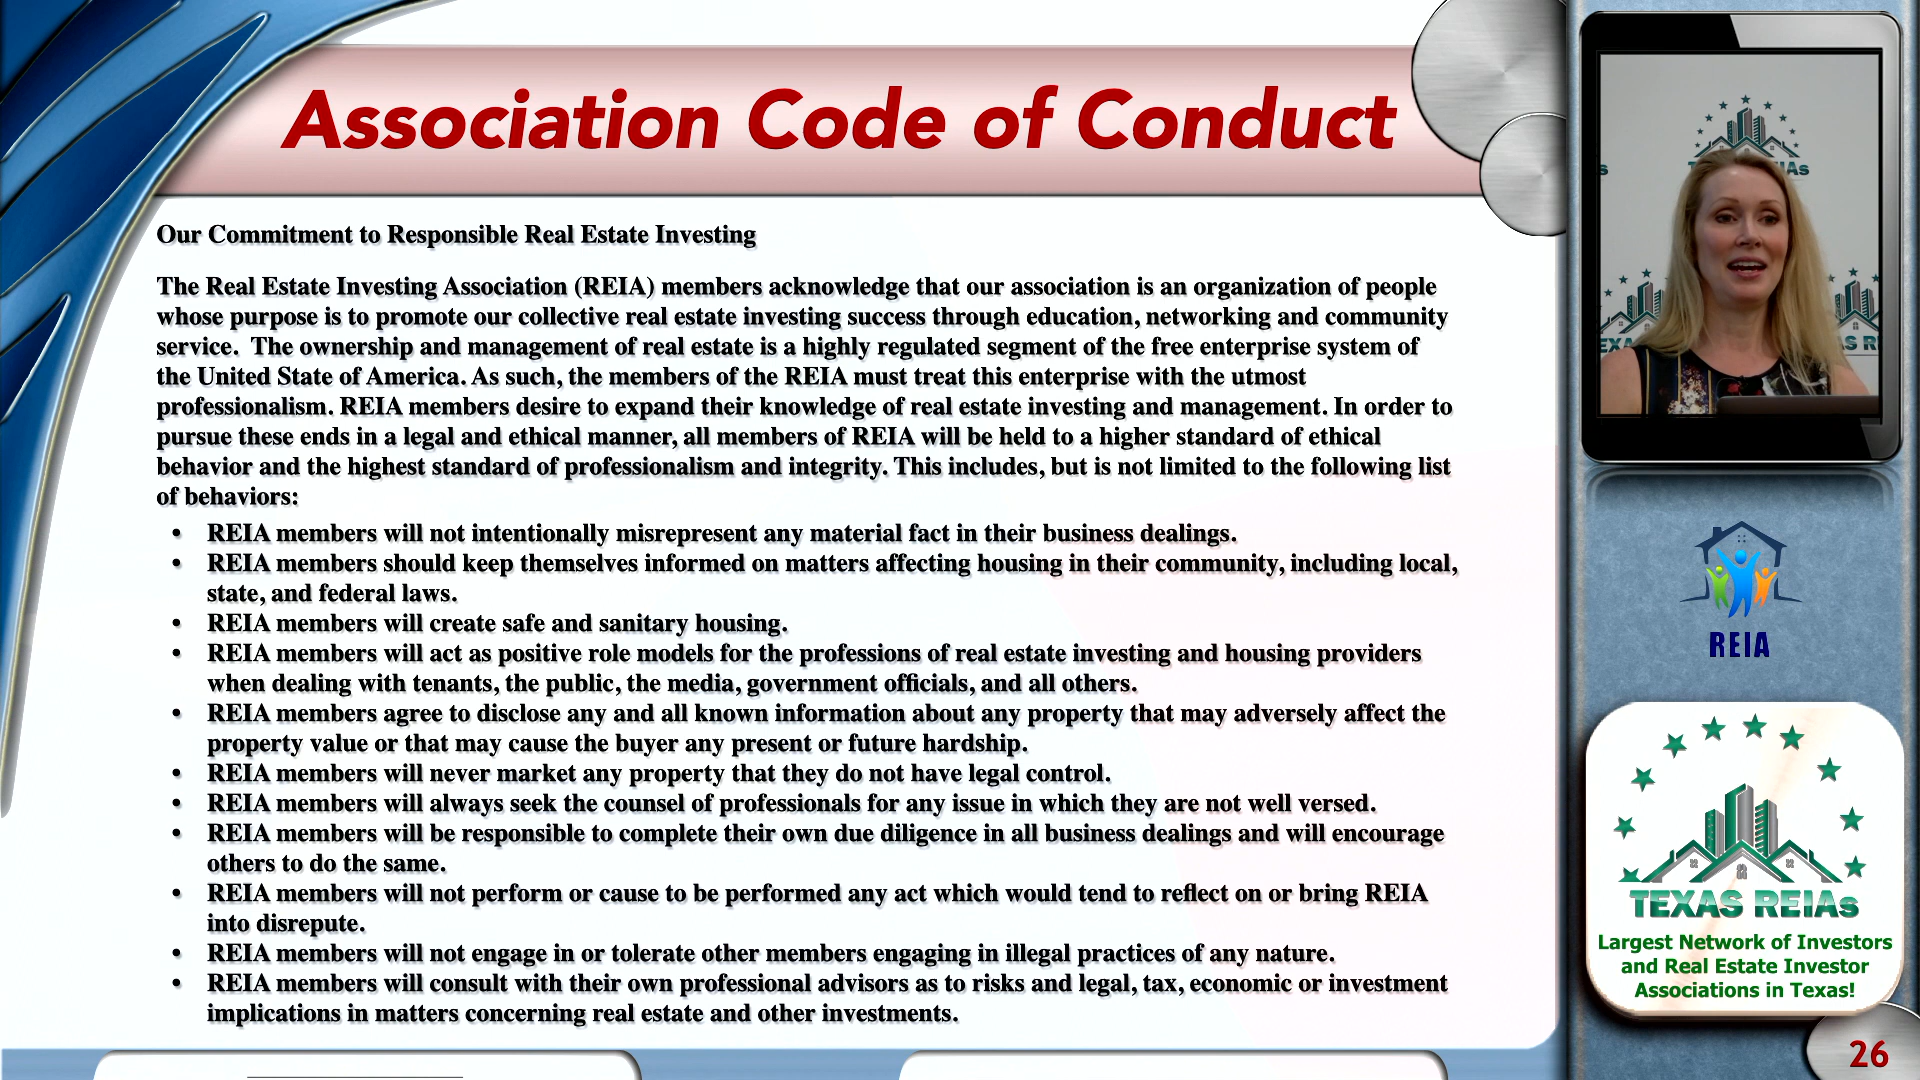 Association Code of Conduct
Our Commitment to Responsible Real Estate Investing
The Real Estate Investing Association (REIA) members acknowledge that our association is an organization of people
whose purpose is to promote our collective real estate investing success through education, networking and community
service.  The ownership and management of real estate is a highly regulated segment of the free enterprise system of
the United State of America. As such, the members of the REIA must treat this enterprise with the utmost
professionalism. REIA members desire to expand their knowledge of real estate investing and management. In order to
pursue these ends in a legal and ethical manner, all members of REIA will be held to a higher standard of ethical
behavior and the highest standard of professionalism and integrity. This includes, but is not limited to the following list
of behaviors:
• REIA members will not intentionally misrepresent any material fact in their business dealings.
• REIA members should keep themselves informed on matters affecting housing in their community, including local,
state, and federal laws.
• REIA members will create safe and sanitary housing.
• REIA members will act as positive role models for the professions of real estate investing and housing providers
when dealing with tenants, the public, the media, government officials, and all others.
• REIA members agree to disclose any and all known information about any property that may adversely affect the
property value or that may cause the buyer any present or future hardship.
• REIA members will never market any property that they do not have legal control.
• REIA members will always seek the counsel of professionals for any issue in which they are not well versed.
• REIA members will be responsible to complete their own due diligence in all business dealings and will encourage
others to do the same.
• REIA members will not perform or cause to be performed any act which would tend to reflect on or bring REIA
into disrepute.
• REIA members will not engage in or tolerate other members engaging in illegal practices of any nature.
• REIA members will consult with their own professional advisors as to risks and legal, tax, economic or investment
implications in matters concerning real estate and other investments.
REIA
TEXAS REIAs
Largest Network of Investors
and Real Estate Investor
Associations in Texas!
26